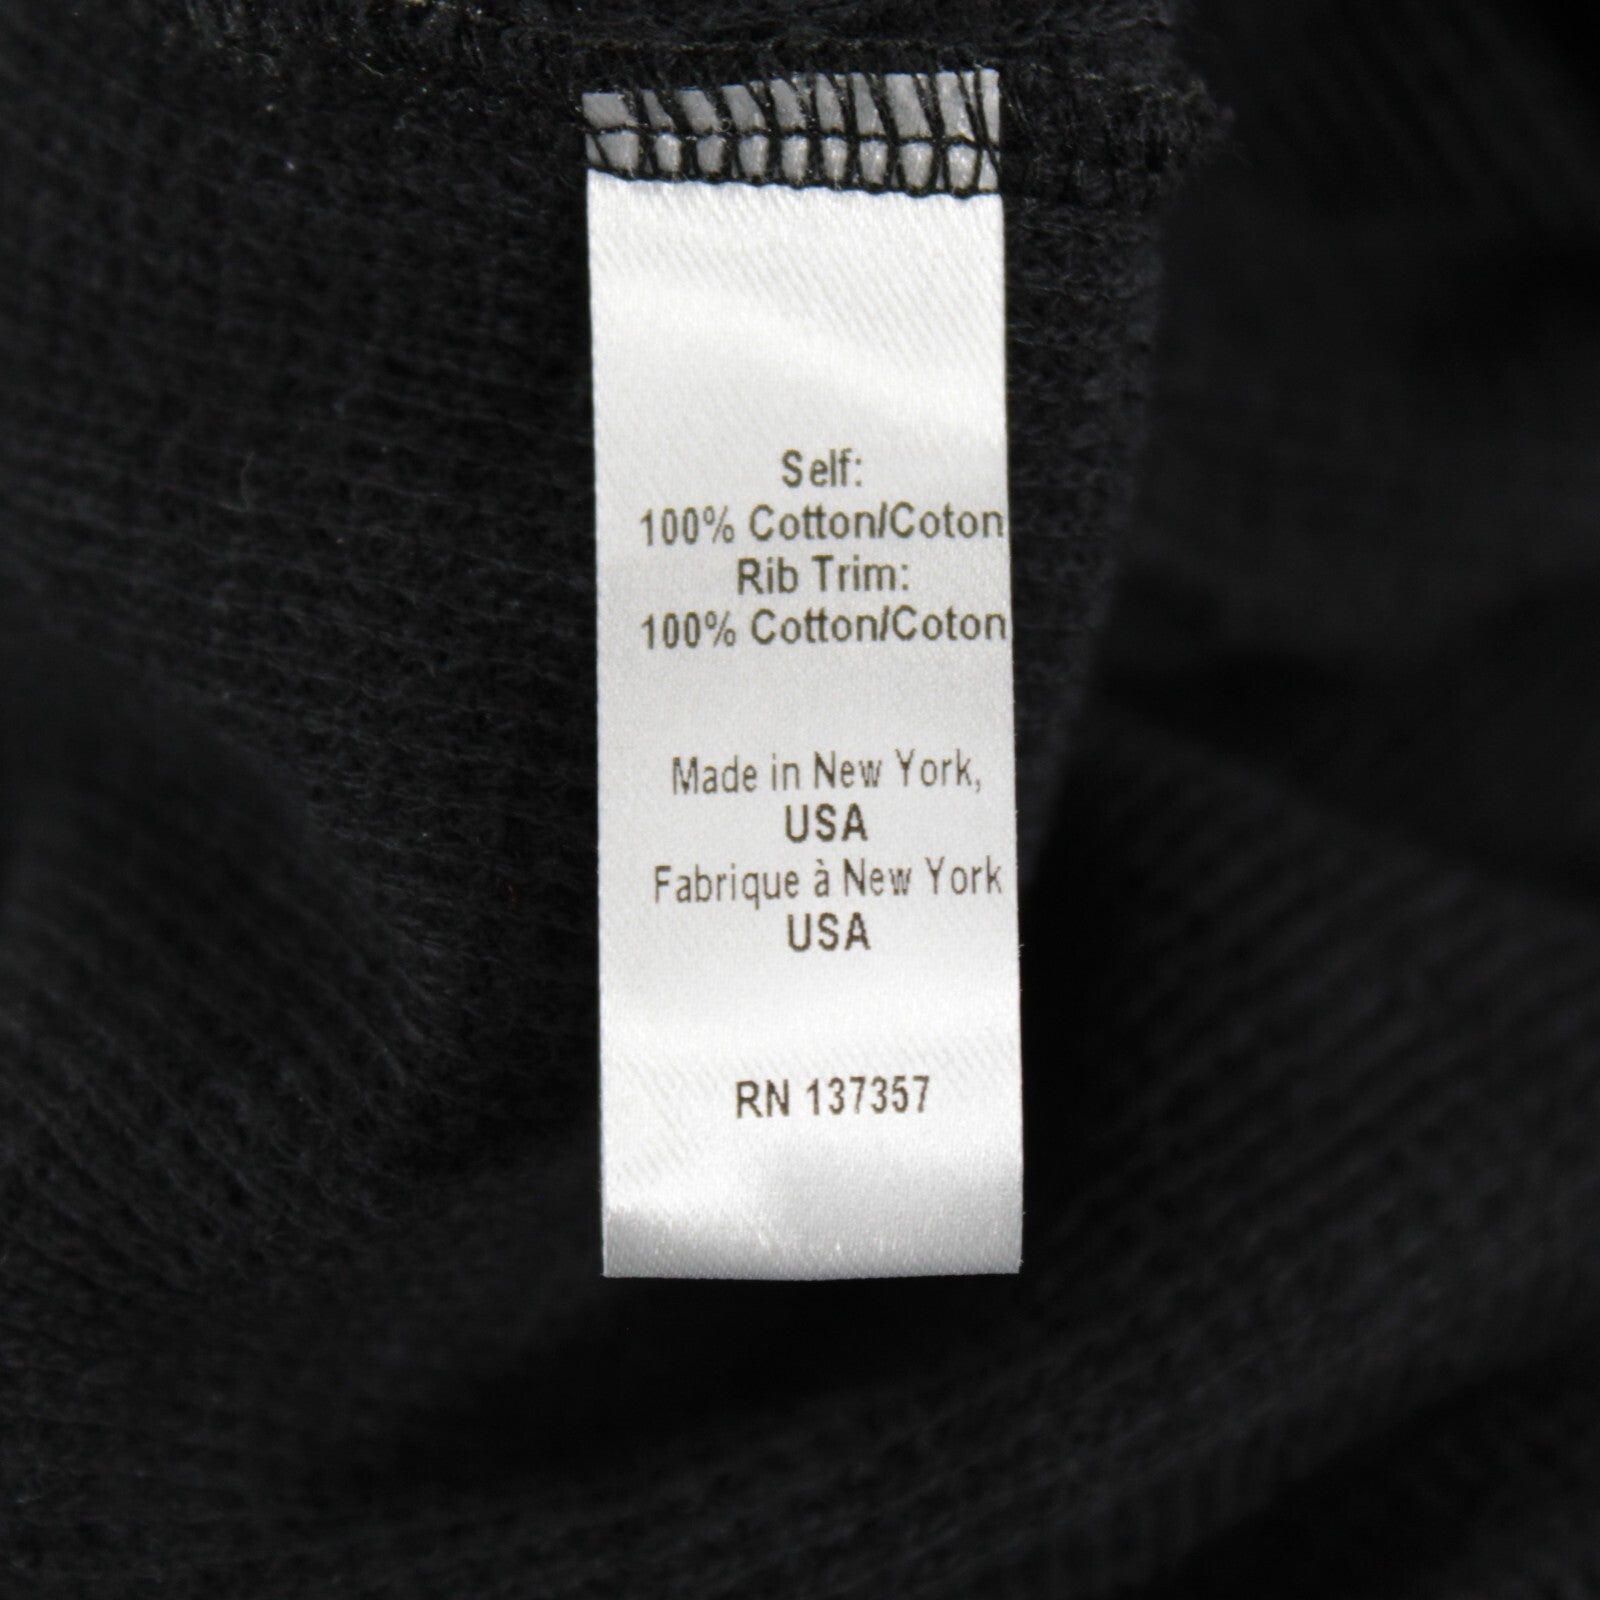 Self:
100% Cotton/Coton
Rib Trim:
100% Cotton/Coton
Made in New York,
USA
Fabrique à New York
USA
RN 137357